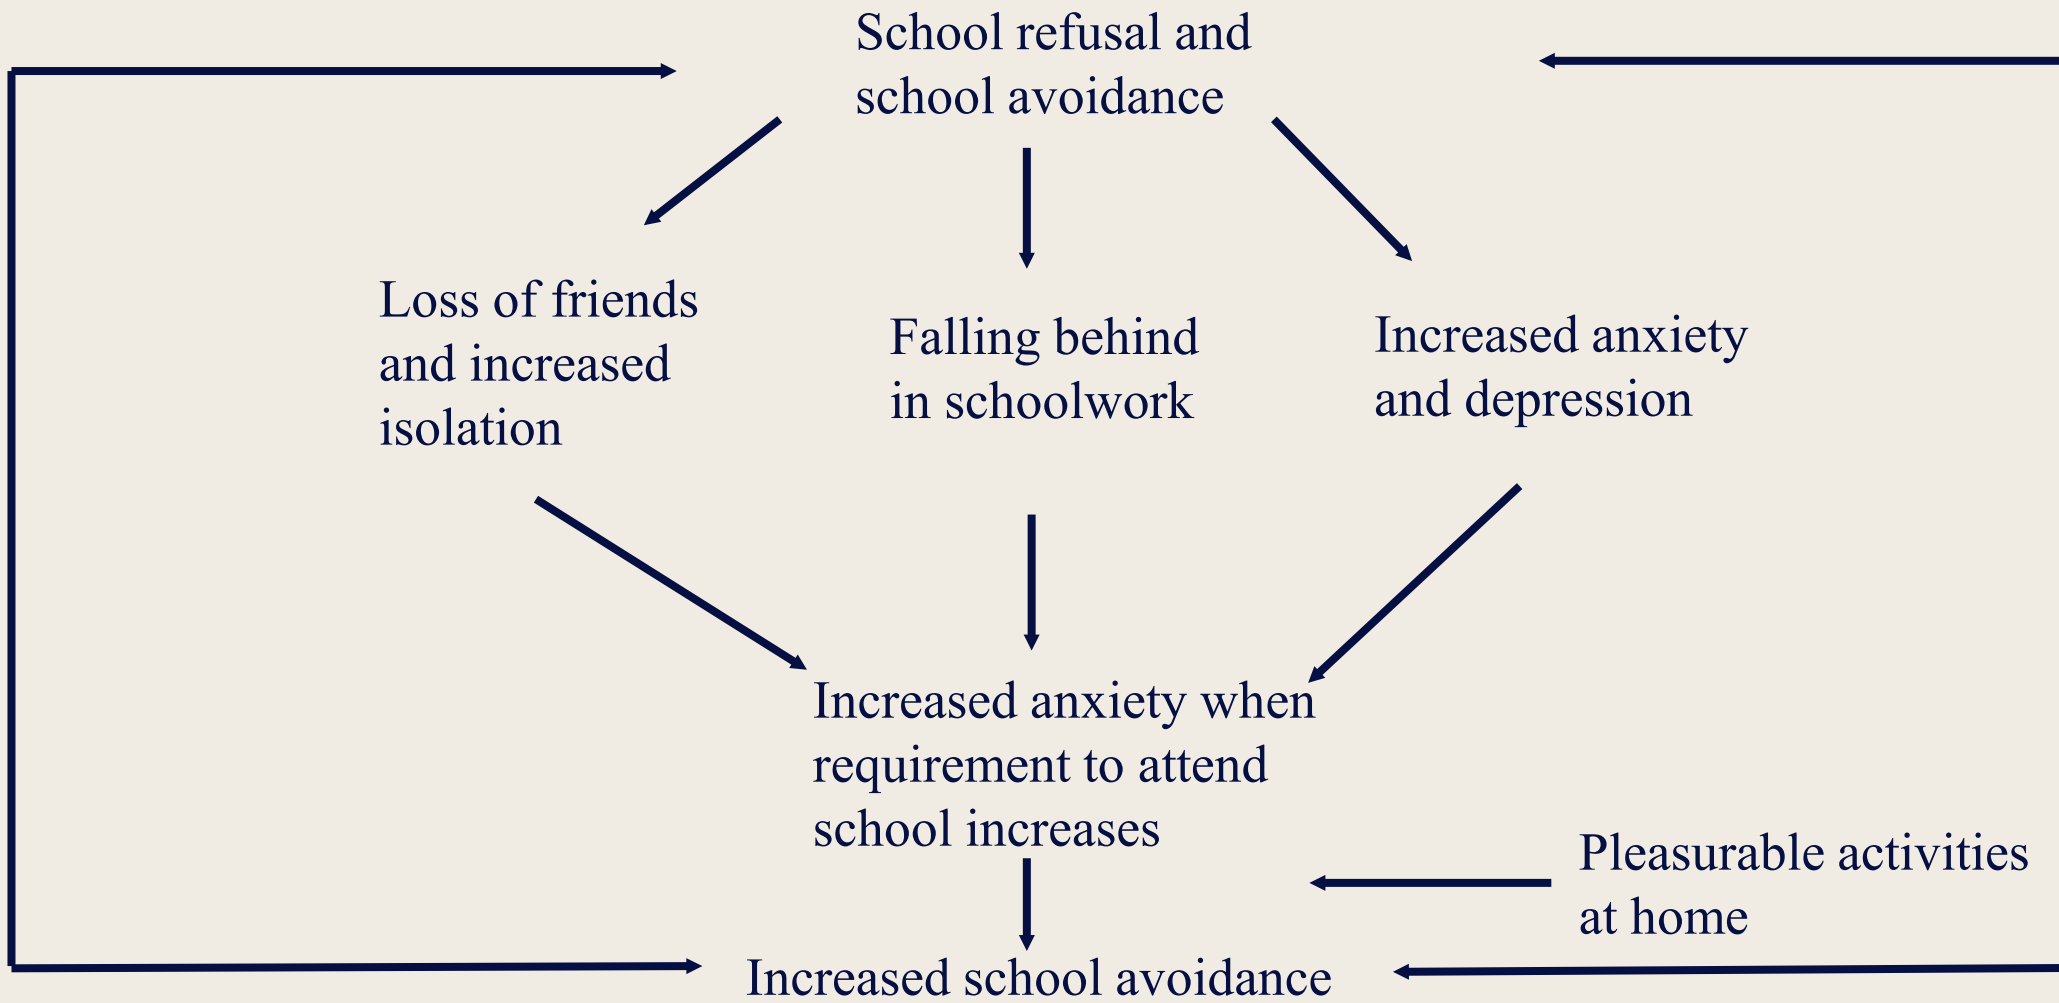 School refusal and
school avoidance
Loss of friends
and increased
isolation
Falling behind
in schoolwork
Increased anxiety
and depression
Increased anxiety when
requirement to attend
school increases
Pleasurable activities
at home
Increased school avoidance